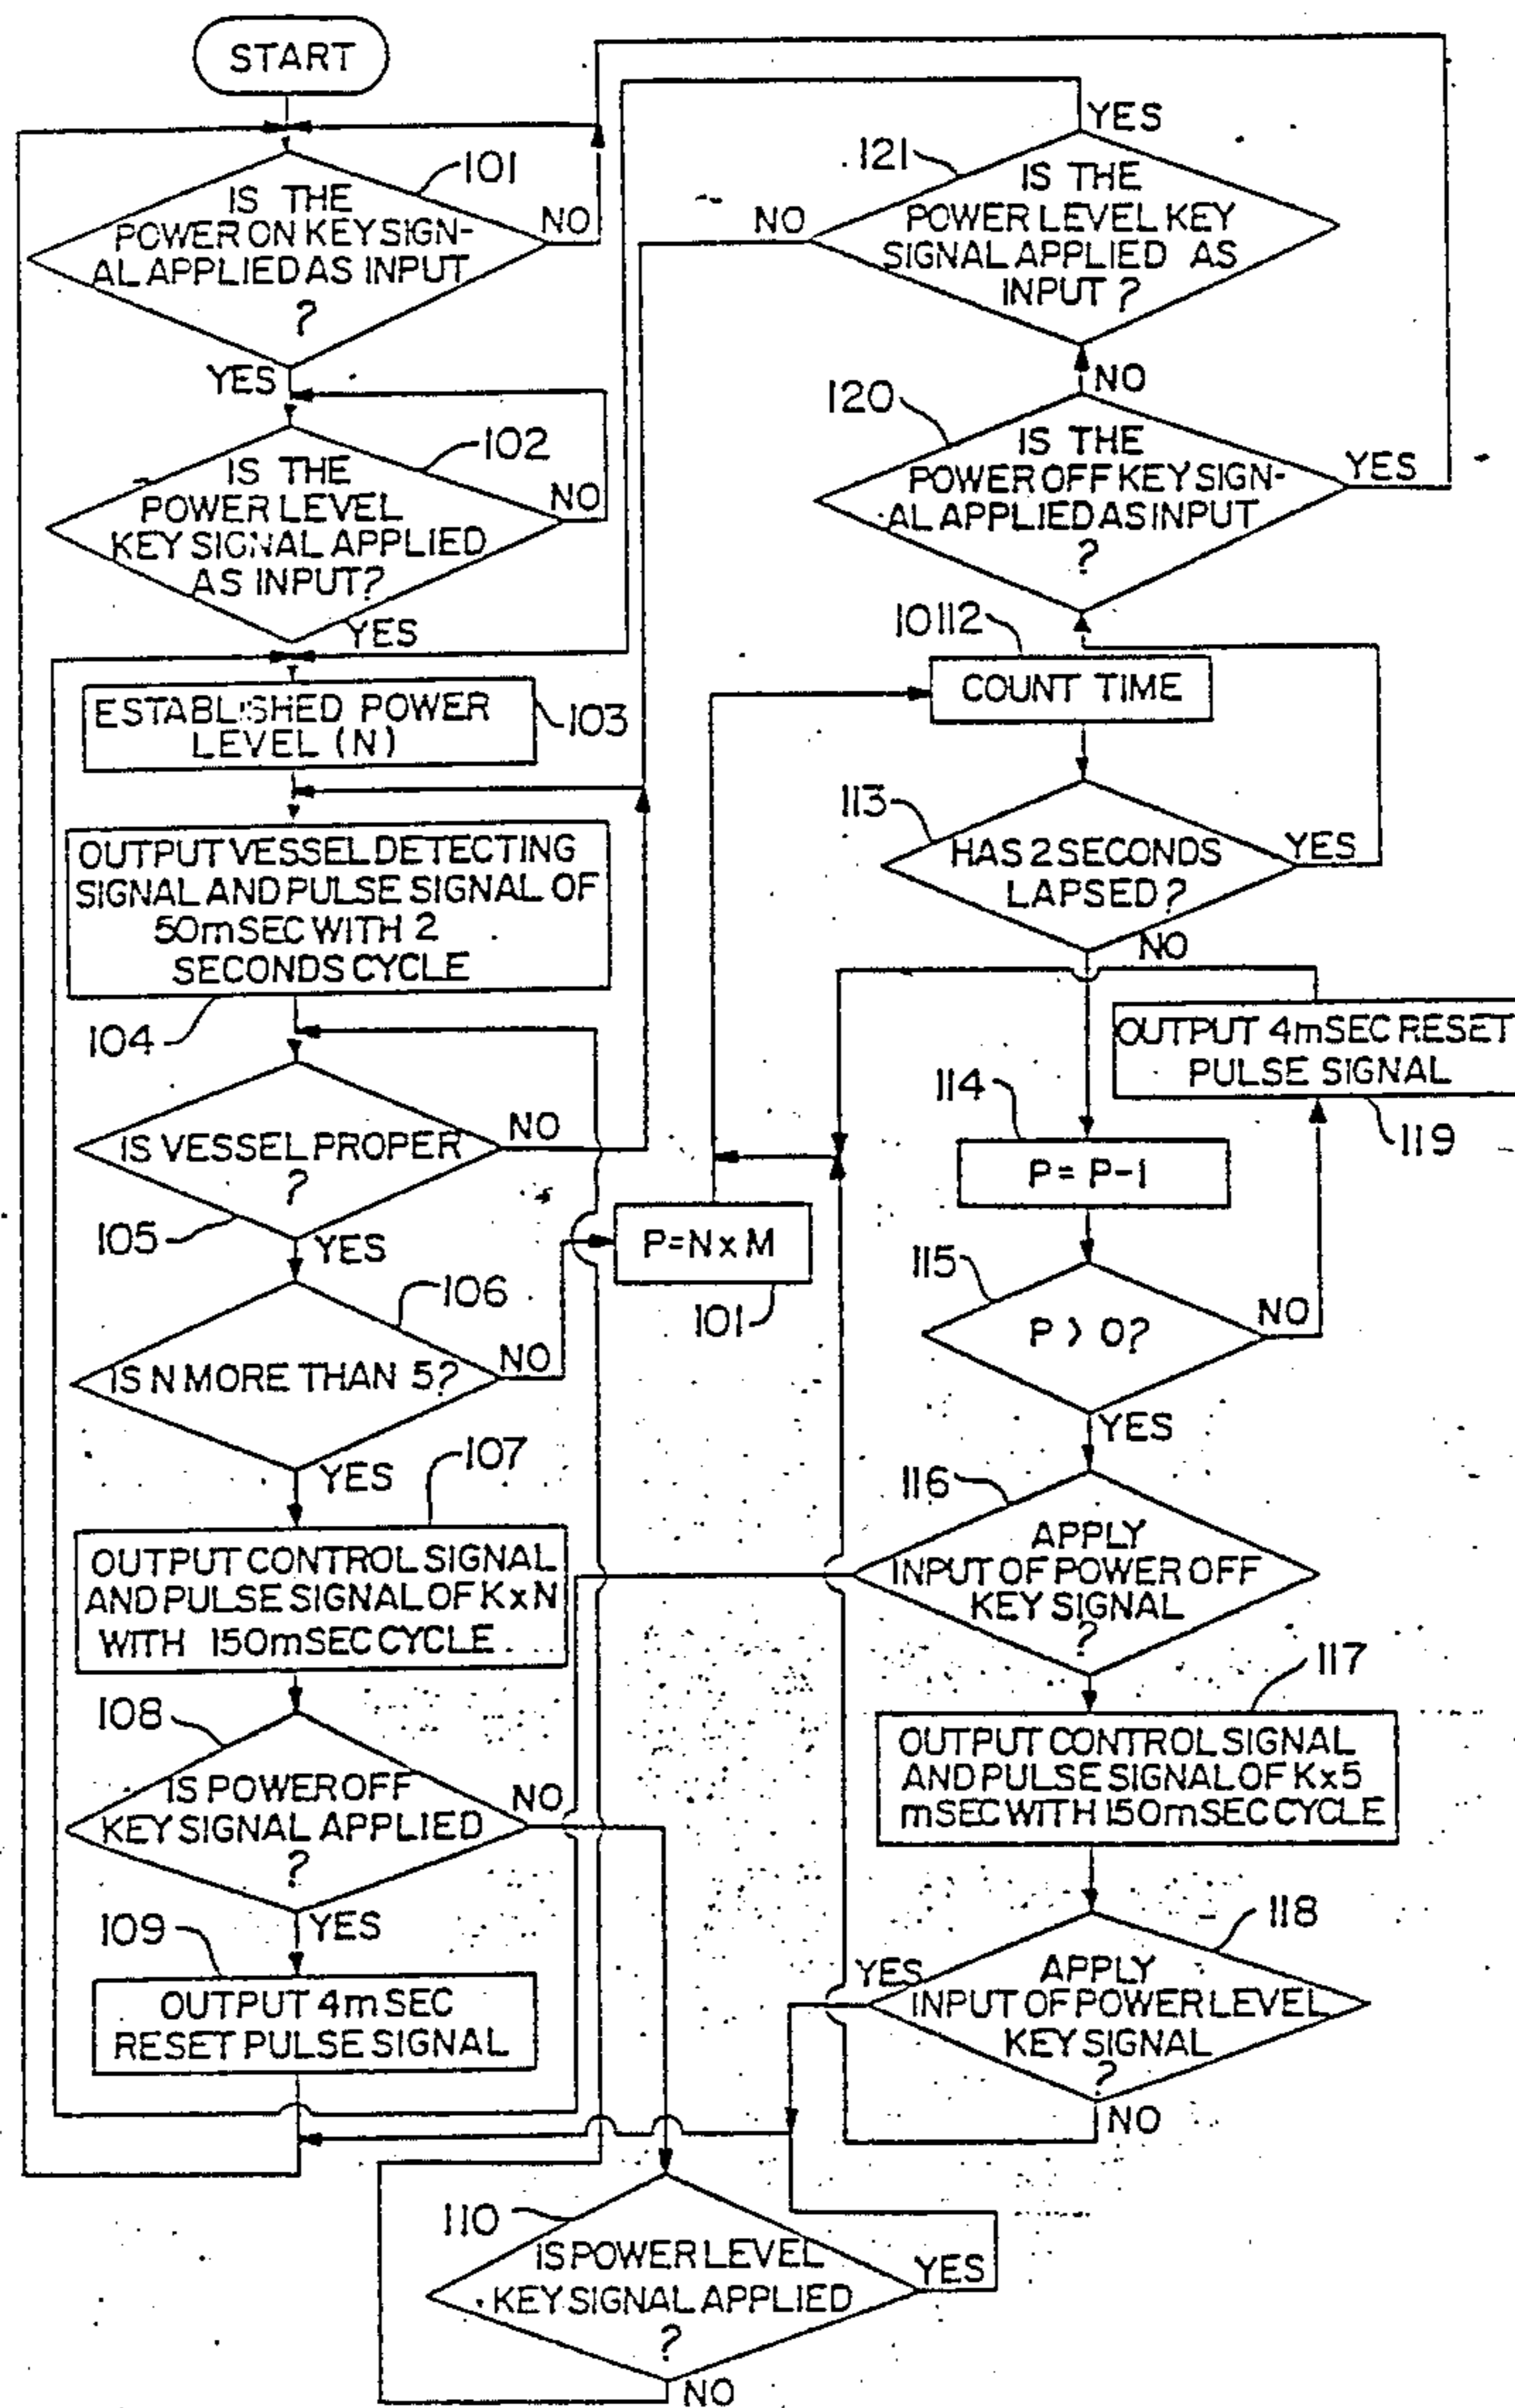 START
101
IS THE
POWER ON KEY SIGN-
AL APPLIED AS INPUT
?
NO
YES
102
IS THE
POWER LEVEL
KEY SIGNAL APPLIED
AS INPUT?
NO
YES
ESTABLISHED POWER
LEVEL (N)
103
OUTPUT VESSEL DETECTING
SIGNAL AND PULSE SIGNAL OF
50mSEC WITH 2
SECONDS CYCLE
104
IS VESSEL PROPER
?
NO
105
YES
106
IS N MORE THAN 5?
NO
YES
107
OUTPUT CONTROL SIGNAL
AND PULSE SIGNAL OF K x N
WITH 150mSEC CYCLE
108
IS POWER OFF
KEY SIGNAL APPLIED
?
NO
YES
109
OUTPUT 4mSEC
RESET PULSE SIGNAL
110
IS POWER LEVEL
KEY SIGNAL APPLIED
?
YES
NO
P=N x M
101
YES
121
IS THE
POWER LEVEL KEY
SIGNAL APPLIED AS
INPUT ?
NO
NO
120
IS THE
POWER OFF KEY SIGN-
AL APPLIED AS INPUT
?
YES
10112
COUNT TIME
113
HAS 2 SECONDS
LAPSED?
YES
NO
OUTPUT 4mSEC RESET
PULSE SIGNAL
119
114
P = P-1
115
P > 0?
NO
YES
116
APPLY
INPUT OF POWER OFF
KEY SIGNAL
?
117
OUTPUT CONTROL SIGNAL
AND PULSE SIGNAL OF K x 5
mSEC WITH 150mSEC CYCLE
118
YES
APPLY
INPUT OF POWER LEVEL
KEY SIGNAL
?
NO